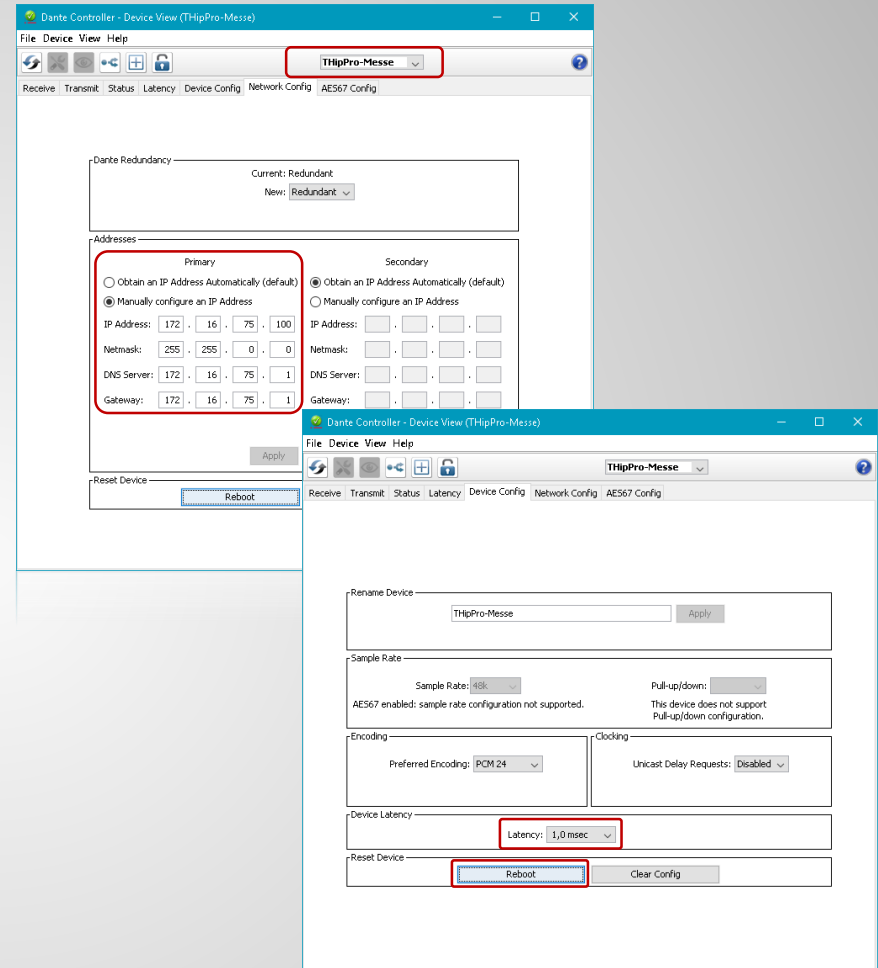 Dante Controller - Device View (THipPro-Messe)
File Device View Help
THipPro-Messe
Receive Transmit Status Latency Device Config Network Config AES67 Config
Dante Redundancy
Current: Redundant
New: Redundant
Addresses
Primary
Obtain an IP Address Automatically (default)
Manually configure an IP Address
IP Address: 172 . 16 . 75 . 100
Netmask: 255 . 255 . 0 . 0
DNS Server: 172 . 16 . 75 . 1
Gateway: 172 . 16 . 75 . 1
Secondary
Obtain an IP Address Automatically (default)
Manually configure an IP Address
IP Address: . . .
Netmask: . . .
DNS Server: . . .
Gateway: . . .
Apply
Reset Device
Reboot
Dante Controller - Device View (THipPro-Messe)
File Device View Help
THipPro-Messe
Receive Transmit Status Latency Device Config Network Config AES67 Config
Rename Device
THipPro-Messe Apply
Sample Rate
Sample Rate: 48k
AES67 enabled: sample rate configuration not supported.
Pull-up/down:
This device does not support
Pull-up/down configuration.
Encoding
Preferred Encoding: PCM 24
Clocking
Unicast Delay Requests: Disabled
Device Latency
Latency: 1,0 msec
Reset Device
Reboot Clear Config